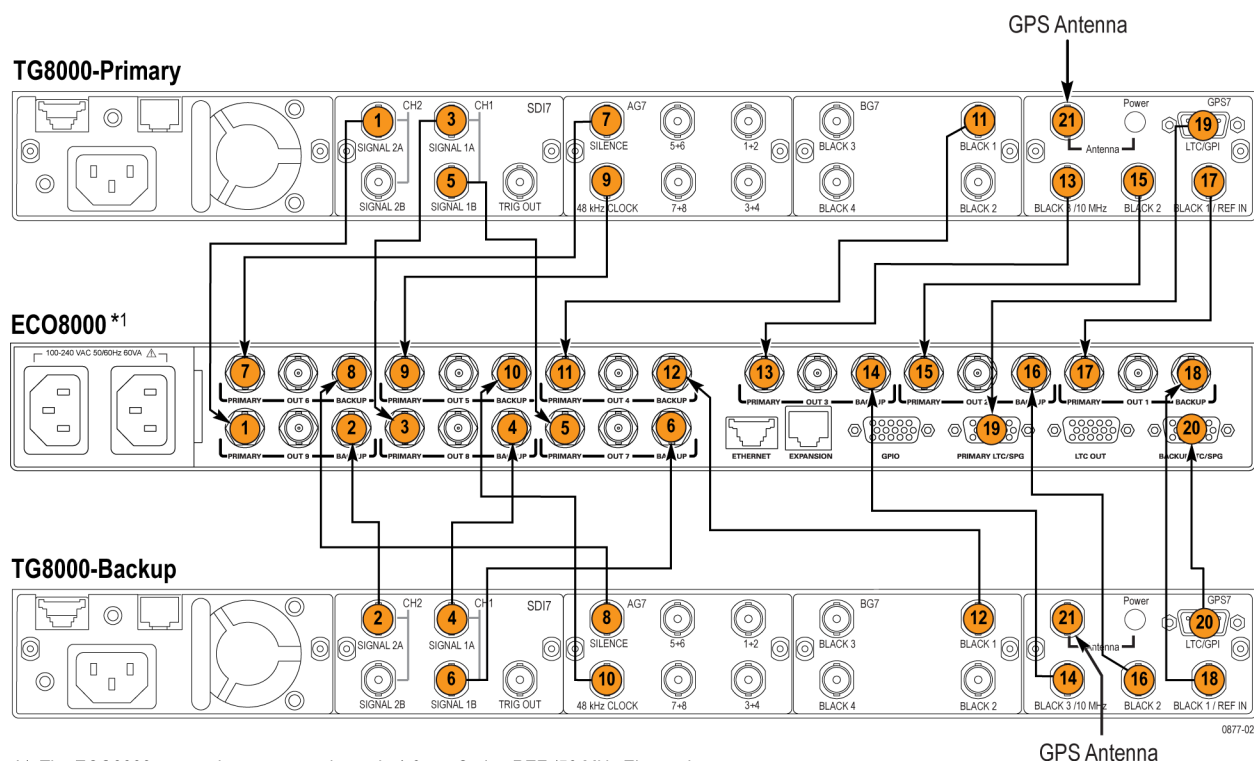 GPS Antenna
TG8000-Primary
CH2 CH1 SDI7 AG7 BG7 Power GPS7
1 3 7 11 21 19
SIGNAL 2A SIGNAL 1A SILENCE 5+6 1+2 BLACK 3 BLACK 1 Antenna LTC/GPI
5 9 13 15 17
SIGNAL 2B SIGNAL 1B TRIG OUT 48 kHz CLOCK 7+8 3+4 BLACK 4 BLACK 2 BLACK 3 /10 MHz BLACK 2 BLACK 1 / REF IN
ECO8000 *1
100-240 VAC 50/60Hz 60VA
7 8 9 10 11 12 13 14 15 16 17 18
PRIMARY OUT 6 BACKUP PRIMARY OUT 5 BACKUP PRIMARY OUT 4 BACKUP PRIMARY OUT 3 BACKUP PRIMARY OUT 2 BACKUP PRIMARY OUT 1 BACKUP
1 2 3 4 5 6 19 20
PRIMARY OUT 9 BACKUP PRIMARY OUT 8 BACKUP PRIMARY OUT 7 BACKUP ETHERNET EXPANSION GPIO PRIMARY LTC/SPG LTC OUT BACKUP LTC/SPG
TG8000-Backup
CH2 CH1 SDI7 AG7 BG7 Power GPS7
2 4 8 12 21 20
SIGNAL 2A SIGNAL 1A SILENCE 5+6 1+2 BLACK 3 BLACK 1 Antenna LTC/GPI
6 10 14 16 18
SIGNAL 2B SIGNAL 1B TRIG OUT 48 kHz CLOCK 7+8 3+4 BLACK 4 BLACK 2 BLACK 3 /10 MHz BLACK 2 BLACK 1 / REF IN
0877-02
GPS Antenna